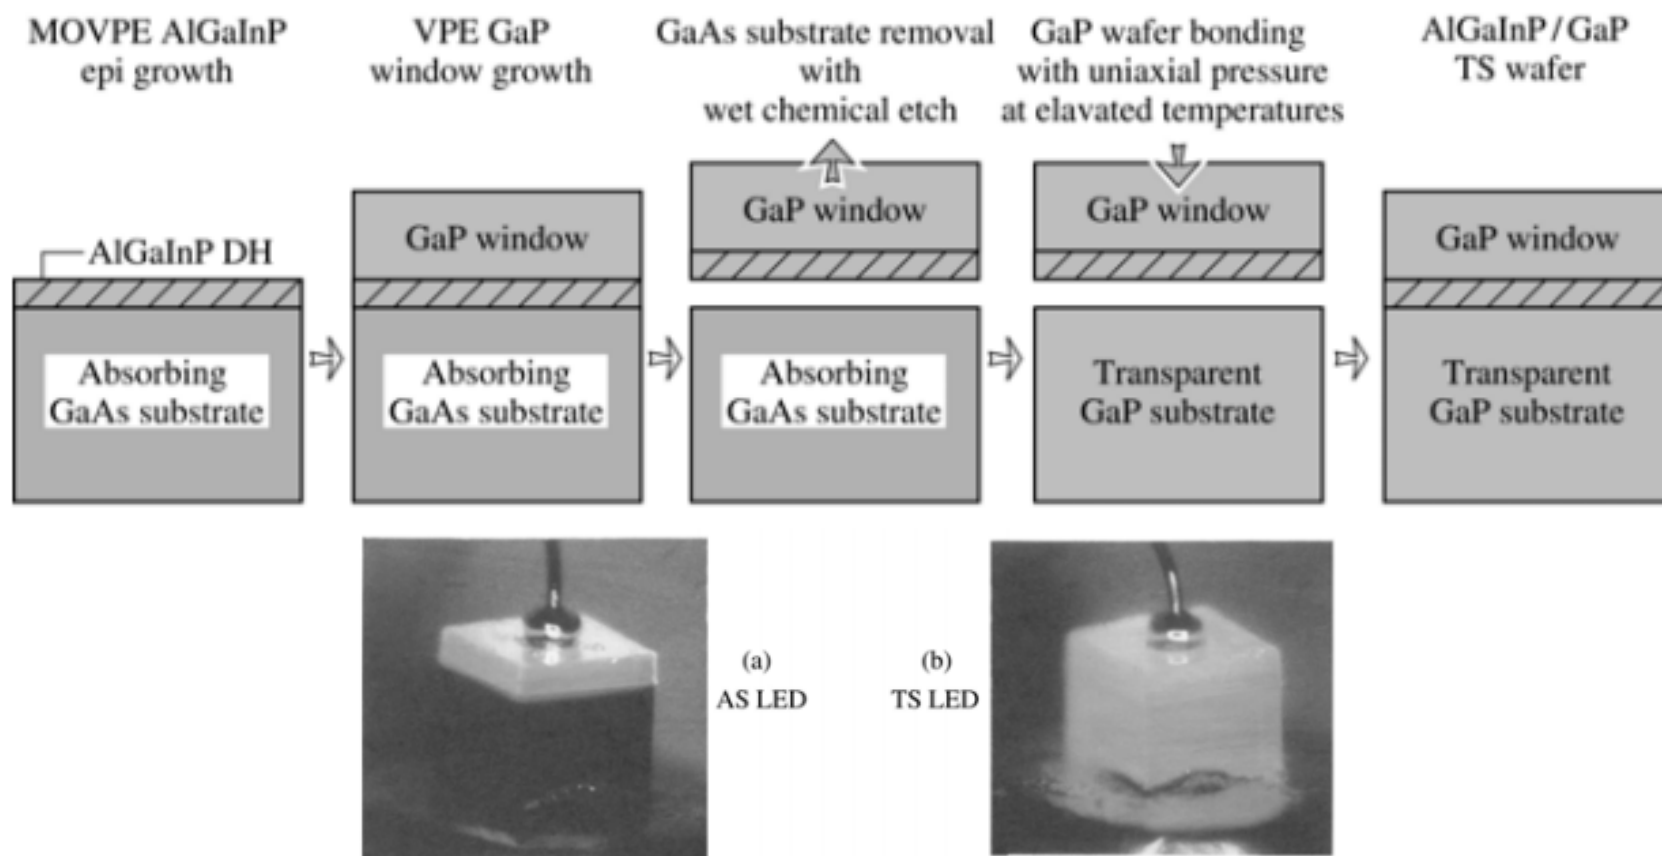 MOVPE AlGaInP
epi growth
VPE GaP
window growth
GaAs substrate removal
with
wet chemical etch
GaP wafer bonding
with uniaxial pressure
at elavated temperatures
AlGaInP / GaP
TS wafer
AlGaInP DH
Absorbing
GaAs substrate
GaP window
Absorbing
GaAs substrate
GaP window
Absorbing
GaAs substrate
GaP window
Transparent
GaP substrate
GaP window
Transparent
GaP substrate
(a)
AS LED
(b)
TS LED